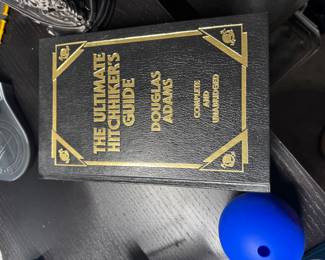 THE ULTIMATE
HITCHHIKER'S
GUIDE
DOUGLAS
ADAMS
COMPLETE
AND
UNABRIDGED